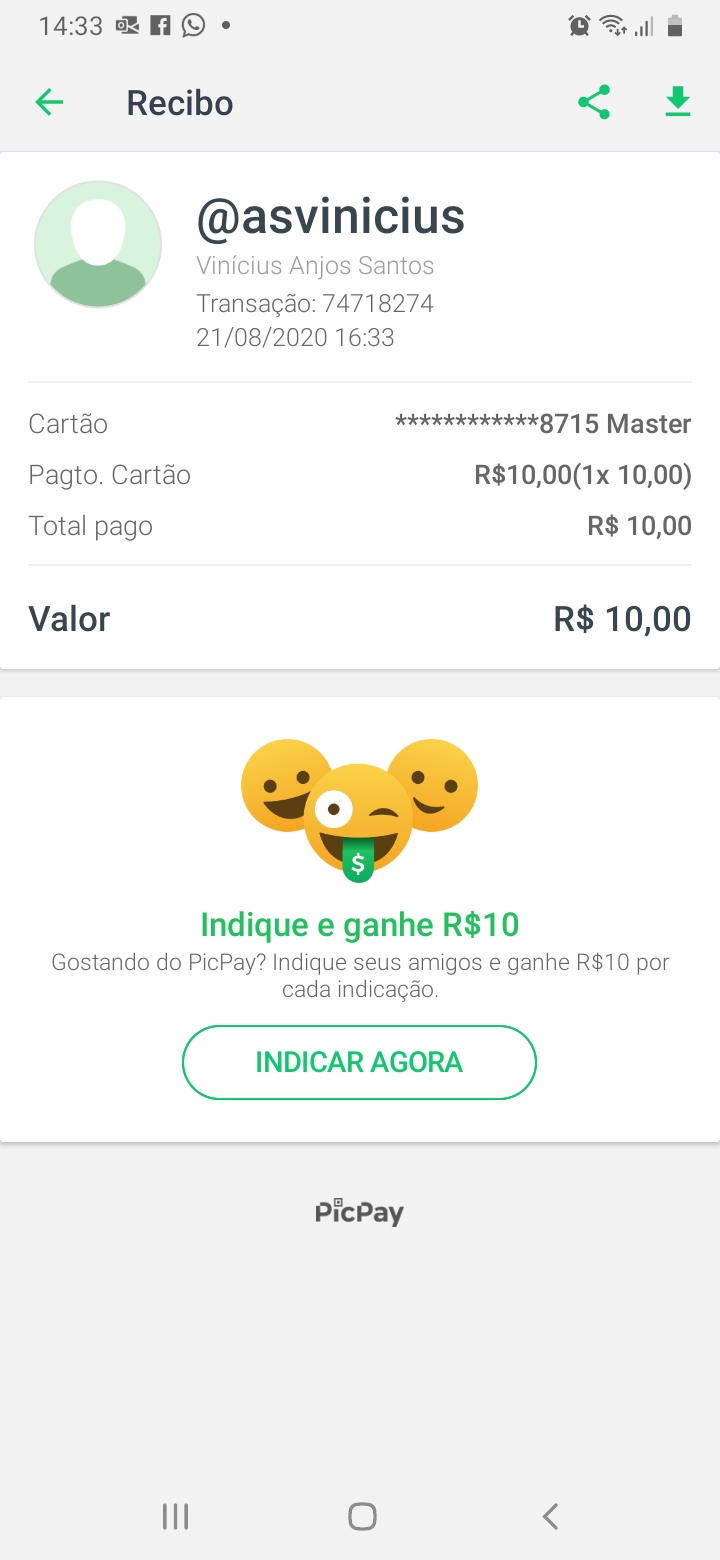 14:33
Recibo
@asvinicius
Vinícius Anjos Santos
Transação: 74718274
21/08/2020 16:33
Cartão ************8715 Master
Pagto. Cartão R$10,00(1x 10,00)
Total pago R$ 10,00
Valor R$ 10,00
$
Indique e ganhe R$10
Gostando do PicPay? Indique seus amigos e ganhe R$10 por
cada indicação.
INDICAR AGORA
PicPay